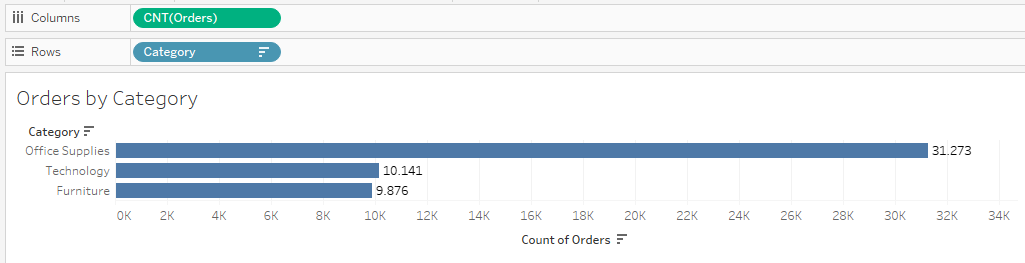 Columns CNT(Orders)
Rows Category
Orders by Category
Category
Office Supplies 31.273
Technology 10.141
Furniture 9.876
0K 2K 4K 6K 8K 10K 12K 14K 16K 18K 20K 22K 24K 26K 28K 30K 32K 34K
Count of Orders